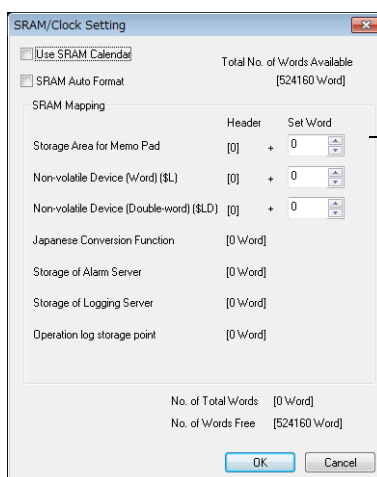 SRAM/Clock Setting
Use SRAM Calendar
Total No. of Words Available
SRAM Auto Format [524160 Word]
SRAM Mapping
Header Set Word
Storage Area for Memo Pad [0] + 0
Non-volatile Device (Word) ($L) [0] + 0
Non-volatile Device (Double-word) ($LD) [0] + 0
Japanese Conversion Function [0 Word]
Storage of Alarm Server [0 Word]
Storage of Logging Server [0 Word]
Operation log storage point [0 Word]
No. of Total Words [0 Word]
No. of Words Free [524160 Word]
OK Cancel